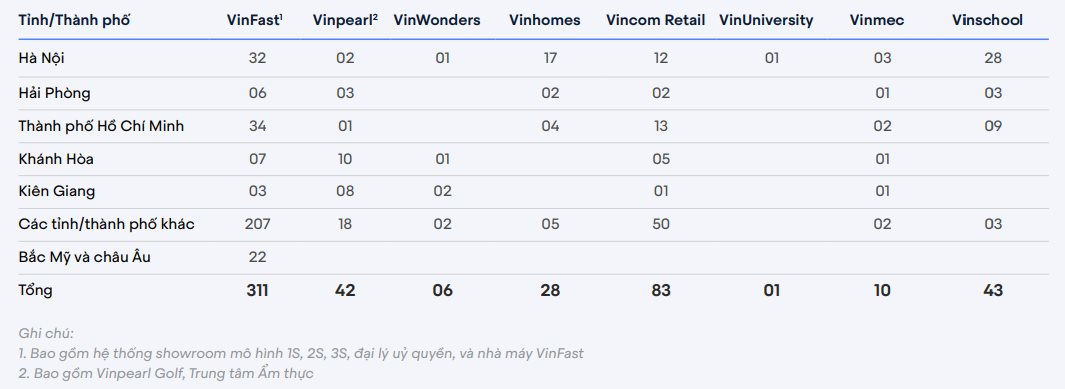 Tỉnh/Thành phố VinFast¹ Vinpearl² VinWonders Vinhomes Vincom Retail VinUniversity Vinmec Vinschool
Hà Nội 32 02 01 17 12 01 03 28
Hải Phòng 06 03 02 02 01 03
Thành phố Hồ Chí Minh 34 01 04 13 02 09
Khánh Hòa 07 10 01 05 01
Kiên Giang 03 08 02 01 01
Các tỉnh/thành phố khác 207 18 02 05 50 02 03
Bắc Mỹ và châu Âu 22
Tổng 311 42 06 28 83 01 10 43
Ghi chú:
1. Bao gồm hệ thống showroom mô hình 1S, 2S, 3S, đại lý uỷ quyền, và nhà máy VinFast
2. Bao gồm Vinpearl Golf, Trung tâm Ẩm thực